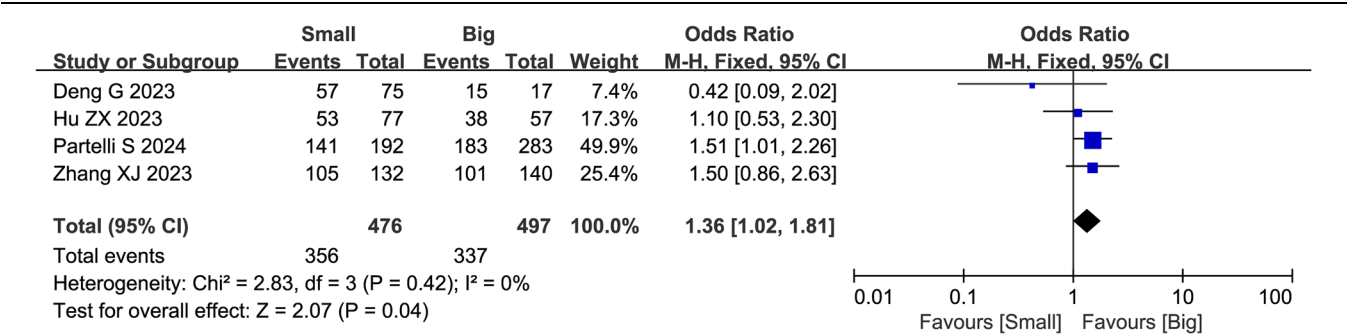 Small Big Odds Ratio Odds Ratio
Study or Subgroup Events Total Events Total Weight M-H, Fixed, 95% CI M-H, Fixed, 95% CI
Deng G 2023 57 75 15 17 7.4% 0.42 [0.09, 2.02]
Hu ZX 2023 53 77 38 57 17.3% 1.10 [0.53, 2.30]
Partelli S 2024 141 192 183 283 49.9% 1.51 [1.01, 2.26]
Zhang XJ 2023 105 132 101 140 25.4% 1.50 [0.86, 2.63]
Total (95% CI) 476 497 100.0% 1.36 [1.02, 1.81]
Total events 356 337
Heterogeneity: Chi² = 2.83, df = 3 (P = 0.42); I² = 0%
Test for overall effect: Z = 2.07 (P = 0.04)
0.01 0.1 1 10 100
Favours [Small] Favours [Big]